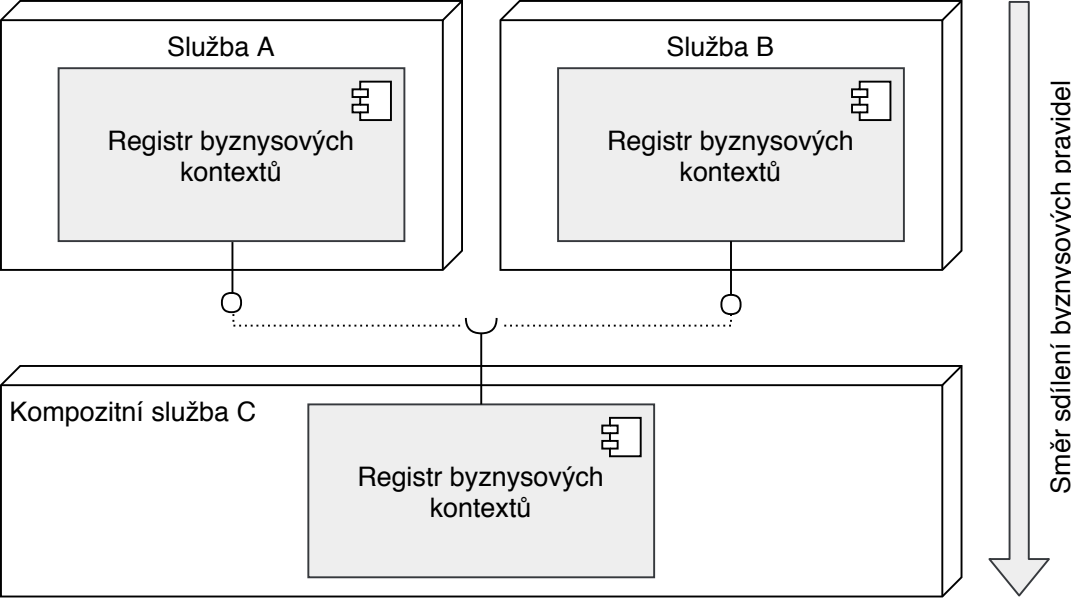 Služba A
Registr byznysových
kontextů
Služba B
Registr byznysových
kontextů
Kompozitní služba C
Registr byznysových
kontextů
Směr sdílení byznysových pravidel